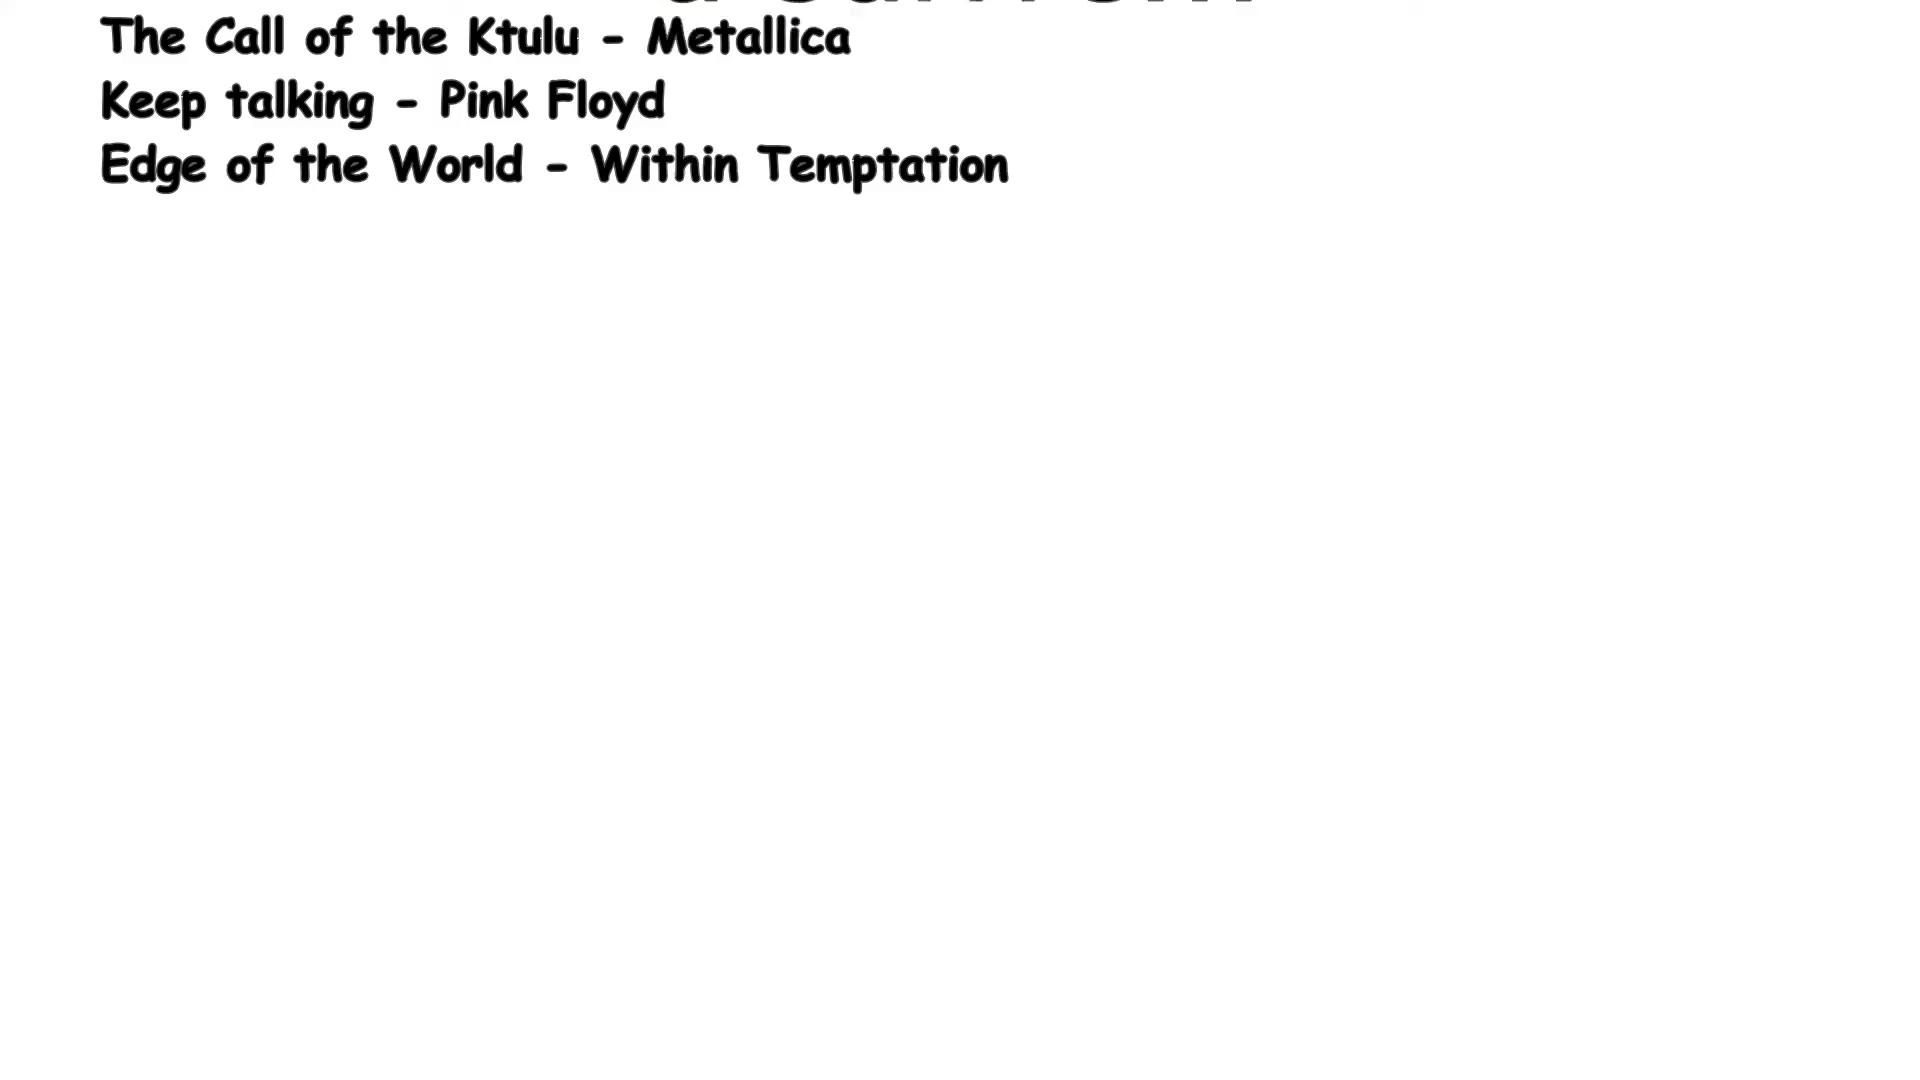 The Call of the Ktulu - Metallica
Keep talking - Pink Floyd
Edge of the World - Within Temptation